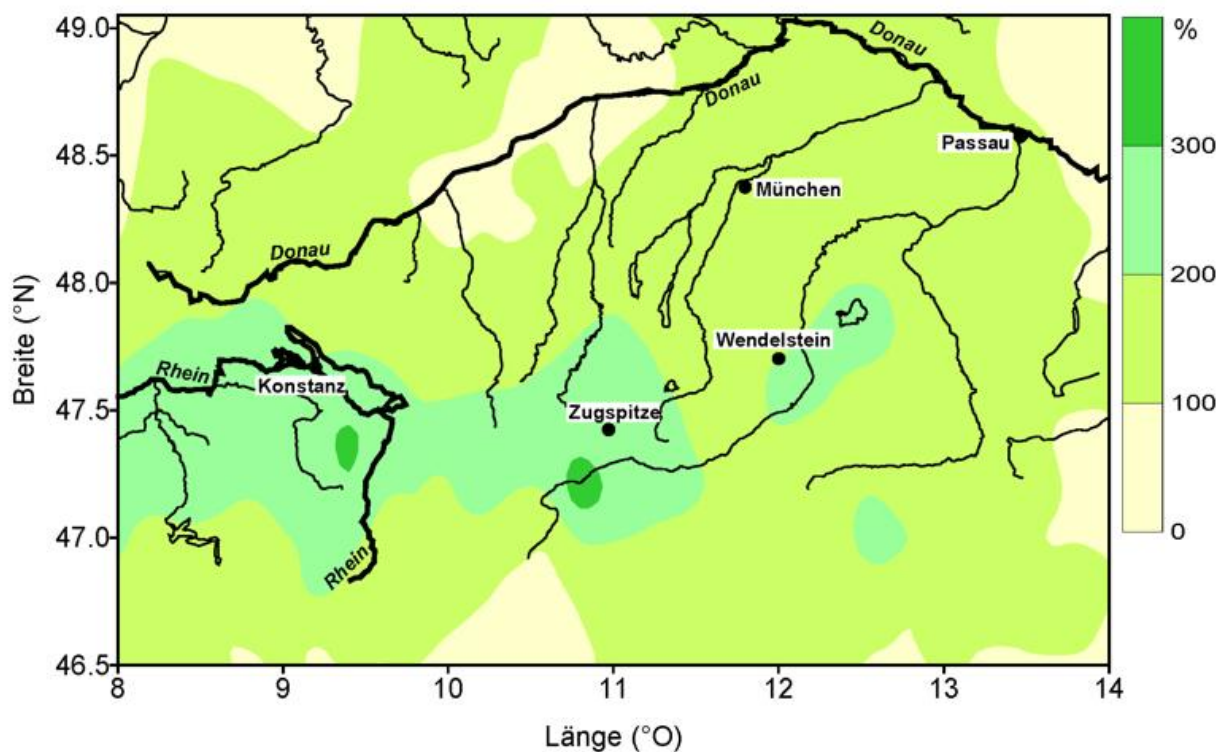 49.0
48.5
48.0
47.5
47.0
46.5
Breite (°N)
8
9
10
11
12
13
14
Länge (°O)
Donau
Donau
Donau
Passau
München
Wendelstein
Rhein
Konstanz
Zugspitze
Rhein
%
300
200
100
0